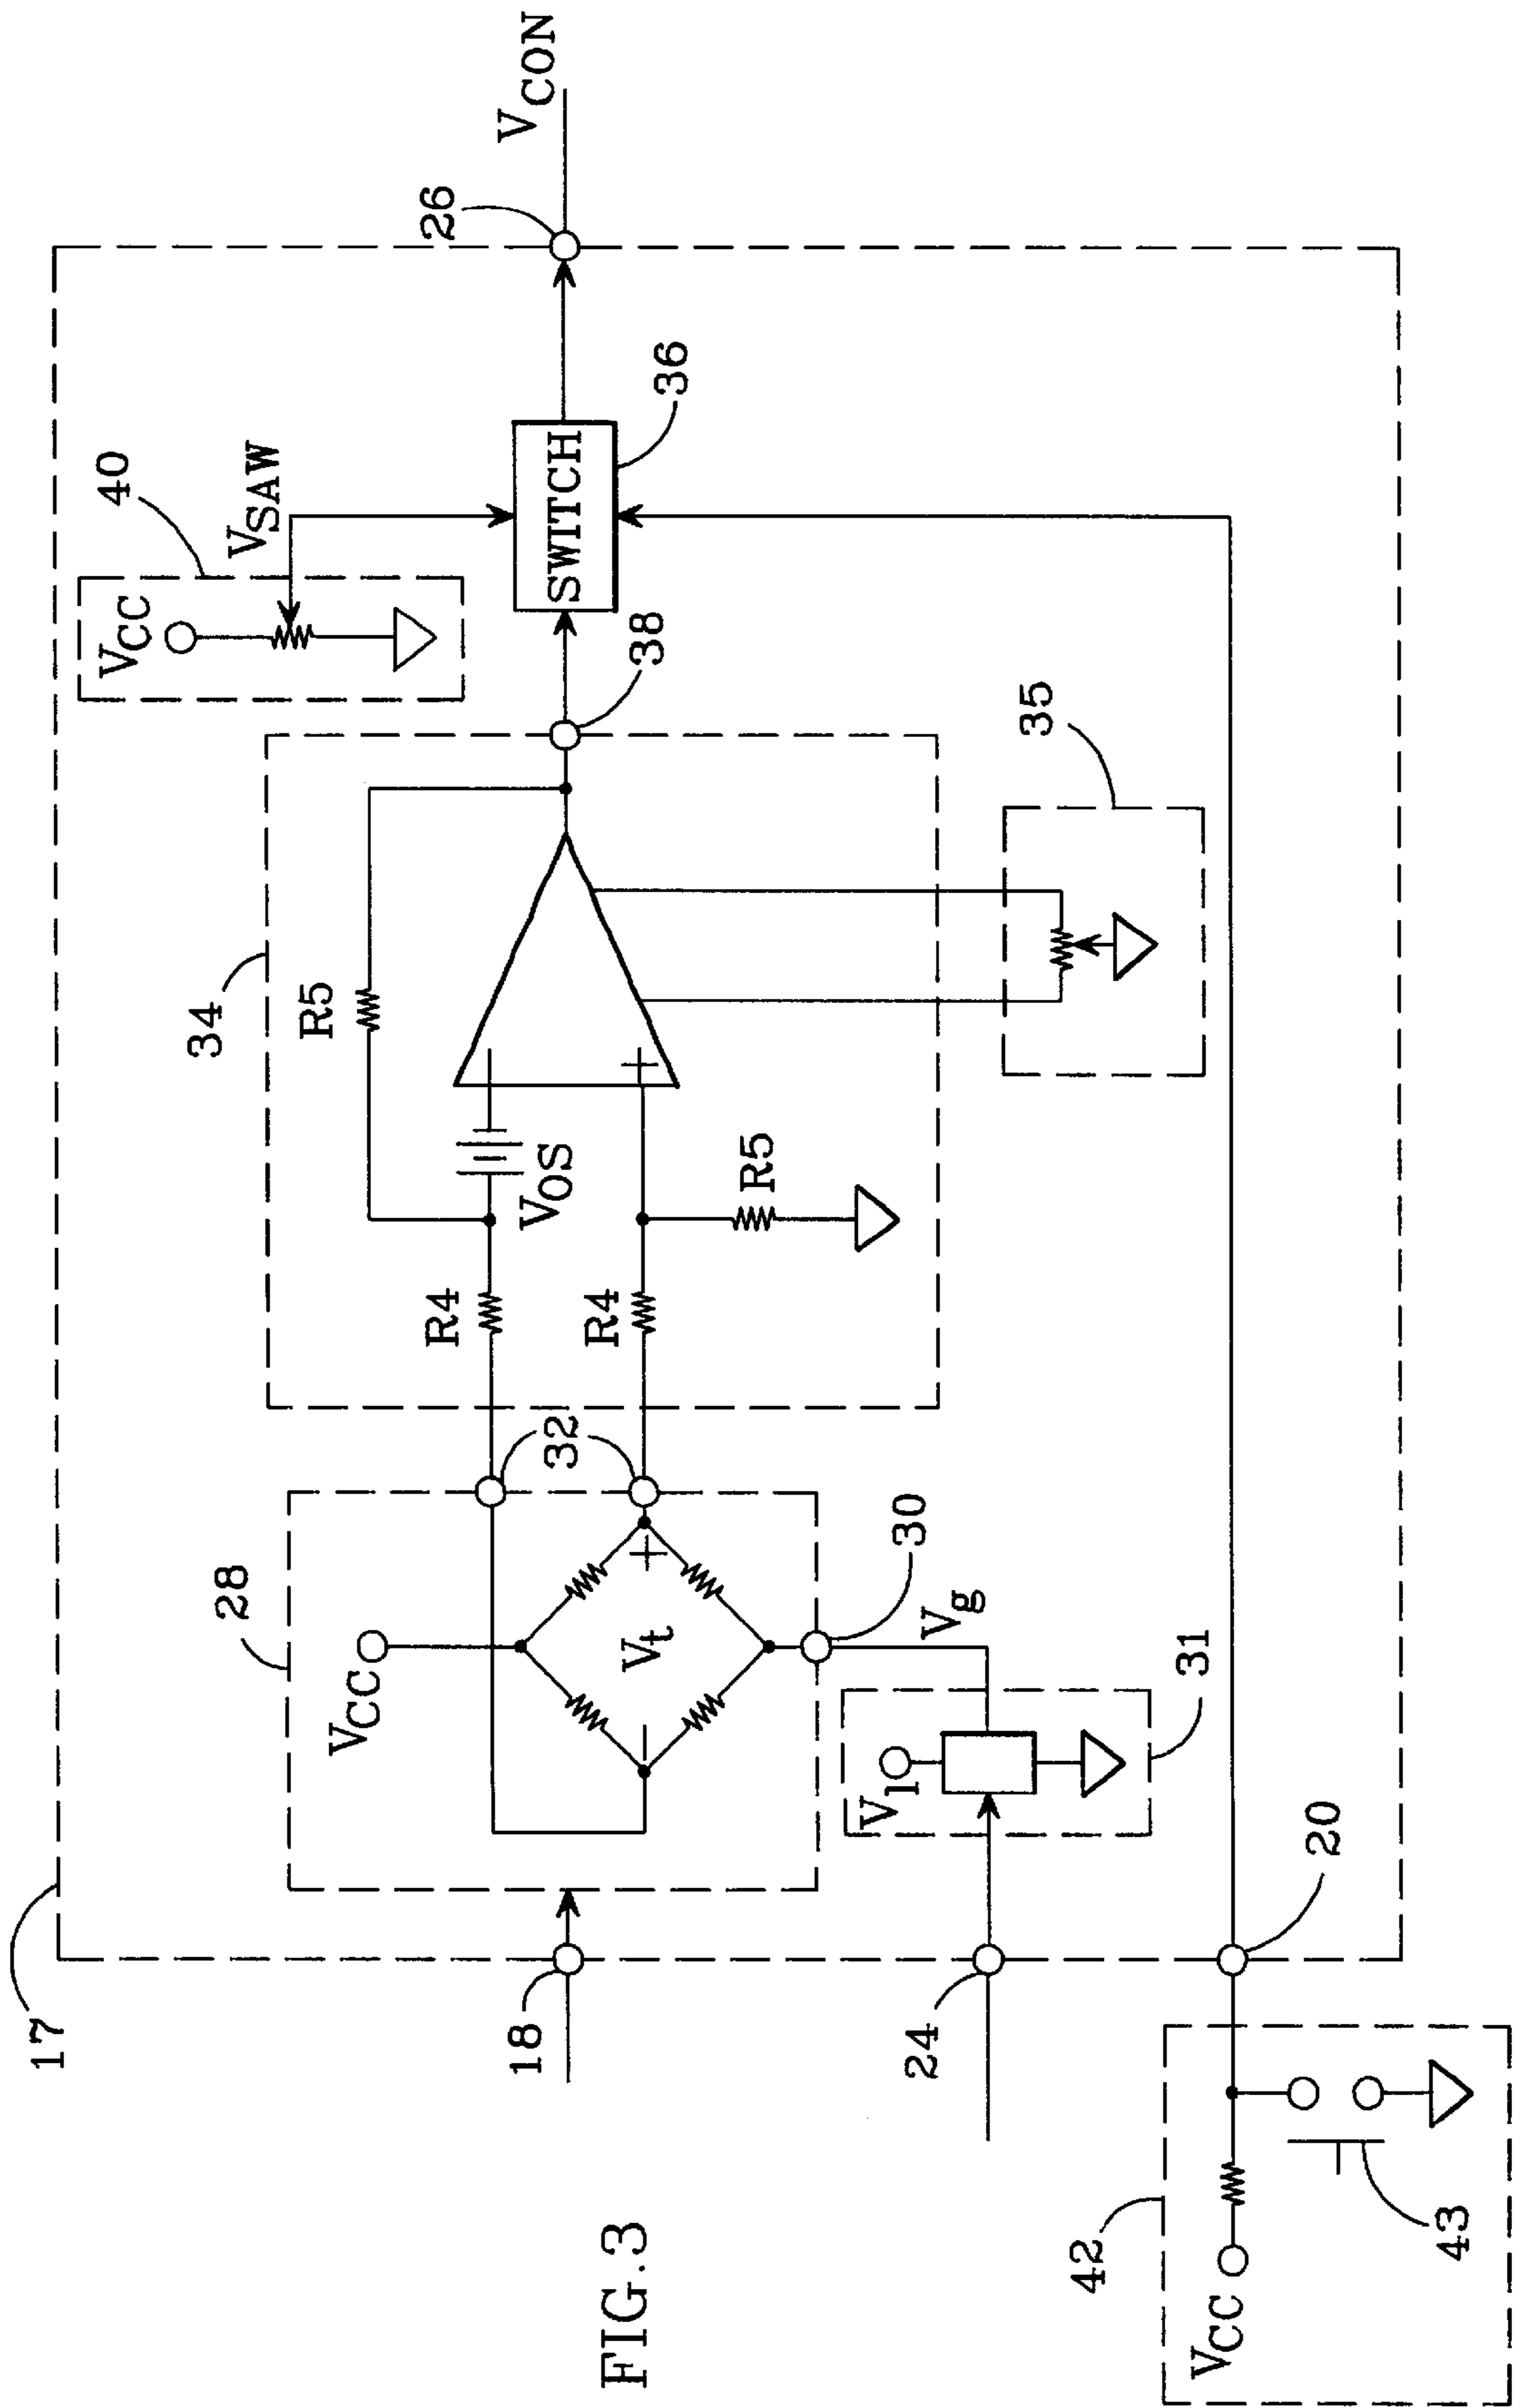 17
28
V_CC
V_t
+
−
32
18
30
V_g
V_1
31
24
20
34
R4
R4
R5
R5
V_OS
−
+
35
38
40
V_CC
V_SAW
SWITCH
36
26
V_CON
42
V_CC
43
FIG.3